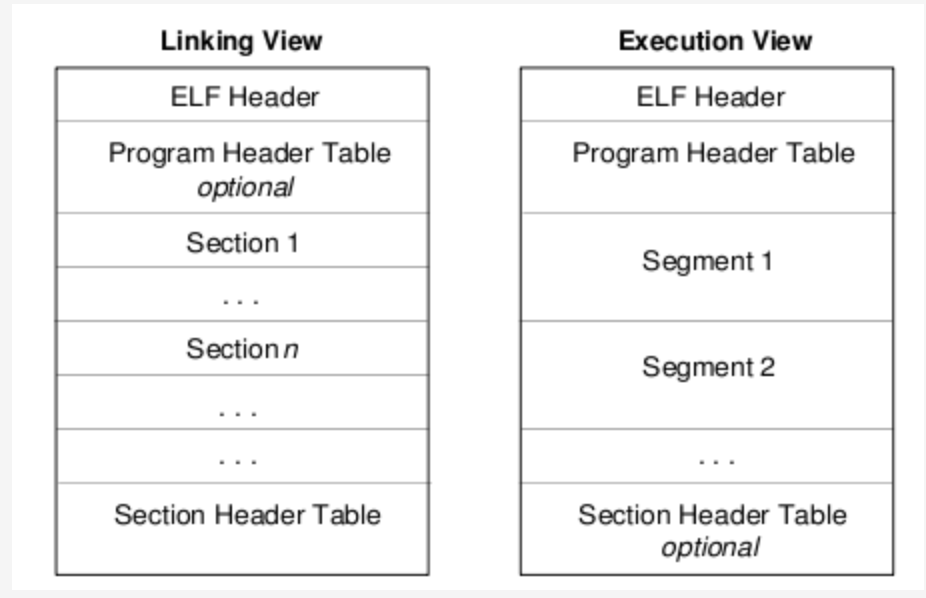 Linking View
ELF Header
Program Header Table
optional
Section 1
. . .
Section n
. . .
. . .
Section Header Table
Execution View
ELF Header
Program Header Table
Segment 1
Segment 2
. . .
Section Header Table
optional